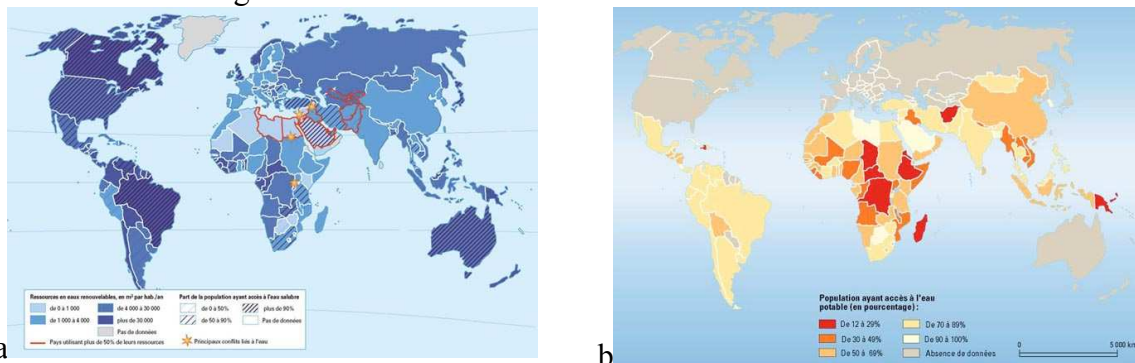 Ressources en eaux renouvelables, en m³ par hab./an
de 0 à 1 000
de 1 000 à 4 000
de 4 000 à 30 000
plus de 30 000
Pas de données
Part de la population ayant accès à l'eau salubre
de 0 à 50%
de 50 à 90%
plus de 90%
Pas de données
Pays utilisant plus de 50% de leurs ressources
Principaux conflits liés à l'eau
a
Population ayant accès à l'eau
potable (en pourcentage) :
De 12 à 29%
De 30 à 49%
De 50 à 69%
De 70 à 89%
De 90 à 100%
Absence de données
0 5 000 km
b